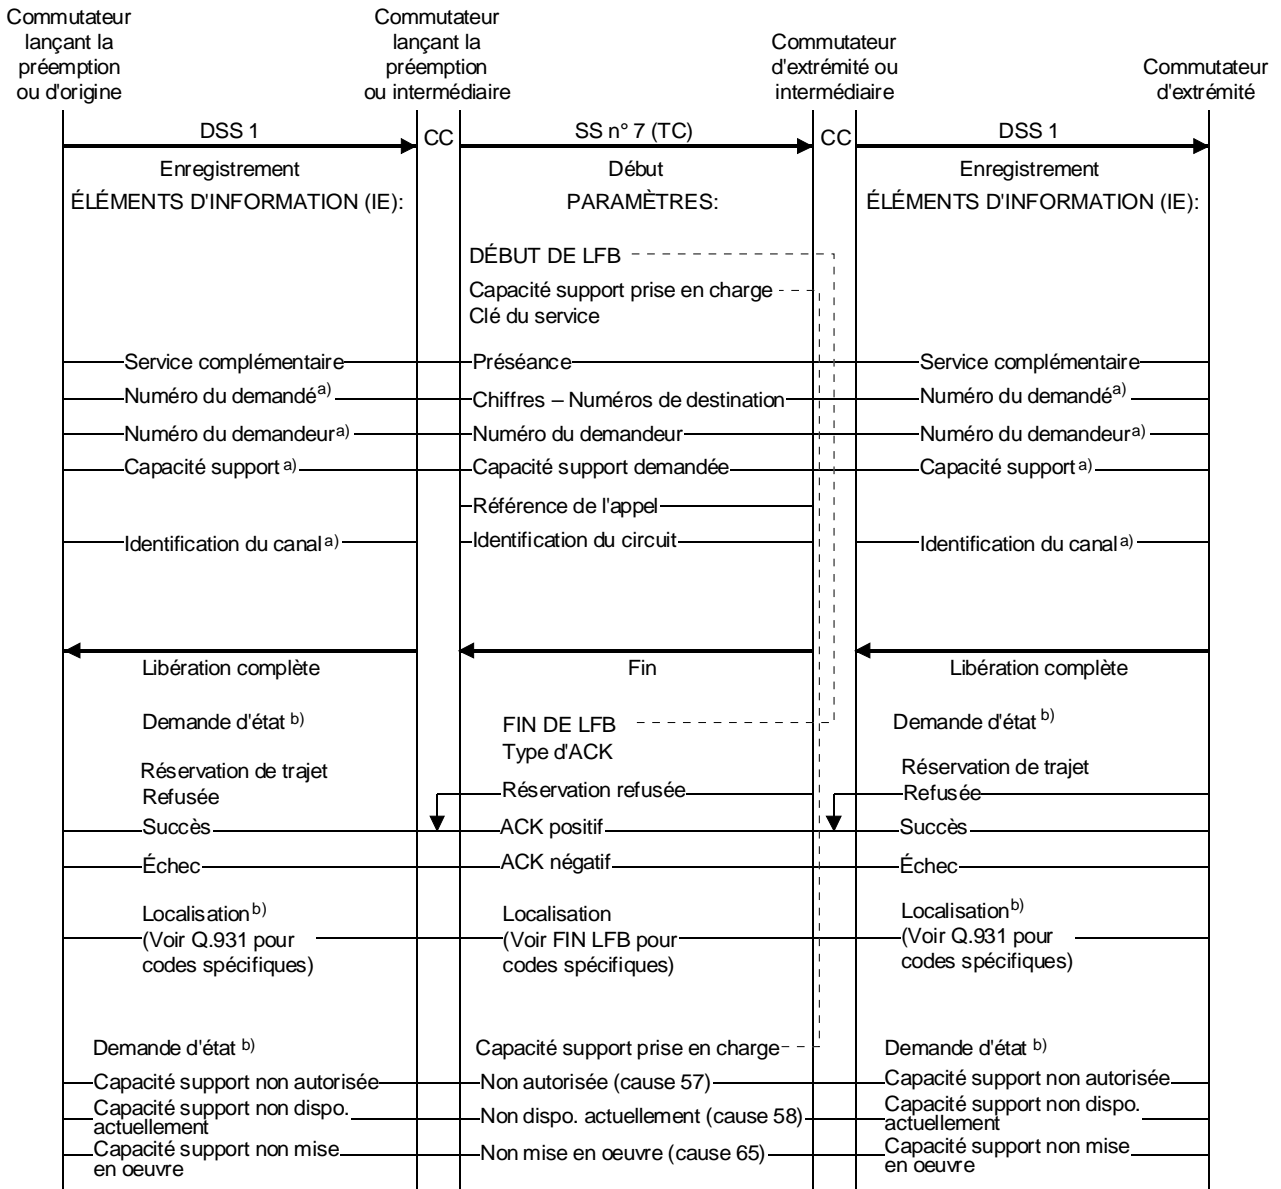 Commutateur
lançant la
préemption
ou d'origine
Commutateur
lançant la
préemption
ou intermédiaire
Commutateur
d'extrémité ou
intermédiaire
Commutateur
d'extrémité
DSS 1
CC
SS n° 7 (TC)
CC
DSS 1
Enregistrement
Début
Enregistrement
ÉLÉMENTS D'INFORMATION (IE):
PARAMÈTRES:
ÉLÉMENTS D'INFORMATION (IE):
DÉBUT DE LFB
Capacité support prise en charge
Clé du service
Service complémentaire
Préséance
Service complémentaire
Numéro du demandé a)
Chiffres – Numéros de destination
Numéro du demandé a)
Numéro du demandeur a)
Numéro du demandeur
Numéro du demandeur a)
Capacité support a)
Capacité support demandée
Capacité support a)
Référence de l'appel
Identification du canal a)
Identification du circuit
Identification du canal a)
Libération complète
Fin
Libération complète
Demande d'état b)
FIN DE LFB
Type d'ACK
Demande d'état b)
Réservation de trajet
Refusée
Réservation refusée
Réservation de trajet
Refusée
Succès
ACK positif
Succès
Échec
ACK négatif
Échec
Localisation b)
(Voir Q.931 pour
codes spécifiques)
Localisation
(Voir FIN LFB pour
codes spécifiques)
Localisation b)
(Voir Q.931 pour
codes spécifiques)
Demande d'état b)
Capacité support prise en charge
Demande d'état b)
Capacité support non autorisée
Non autorisée (cause 57)
Capacité support non autorisée
Capacité support non dispo.
actuellement
Non dispo. actuellement (cause 58)
Capacité support non dispo.
actuellement
Capacité support non mise
en oeuvre
Non mise en oeuvre (cause 65)
Capacité support non mise
en oeuvre